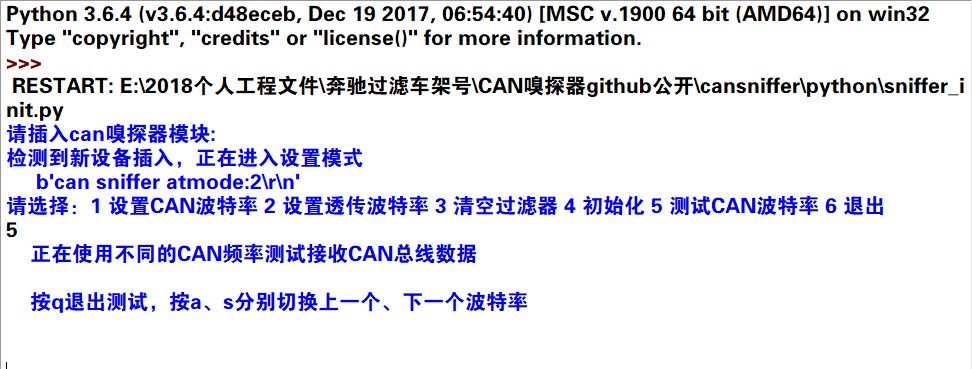 Python 3.6.4 (v3.6.4:d48eceb, Dec 19 2017, 06:54:40) [MSC v.1900 64 bit (AMD64)] on win32
Type "copyright", "credits" or "license()" for more information.
>>>
RESTART: E:\2018个人工程文件\奔驰过滤车架号\CAN嗅探器github公开\cansniffer\python\sniffer_i
nit.py
请插入can嗅探器模块:
检测到新设备插入，正在进入设置模式
b'can sniffer atmode:2\r\n'
请选择：1 设置CAN波特率 2 设置透传波特率 3 清空过滤器 4 初始化 5 测试CAN波特率 6 退出
5
正在使用不同的CAN频率测试接收CAN总线数据
按q退出测试，按a、s分别切换上一个、下一个波特率